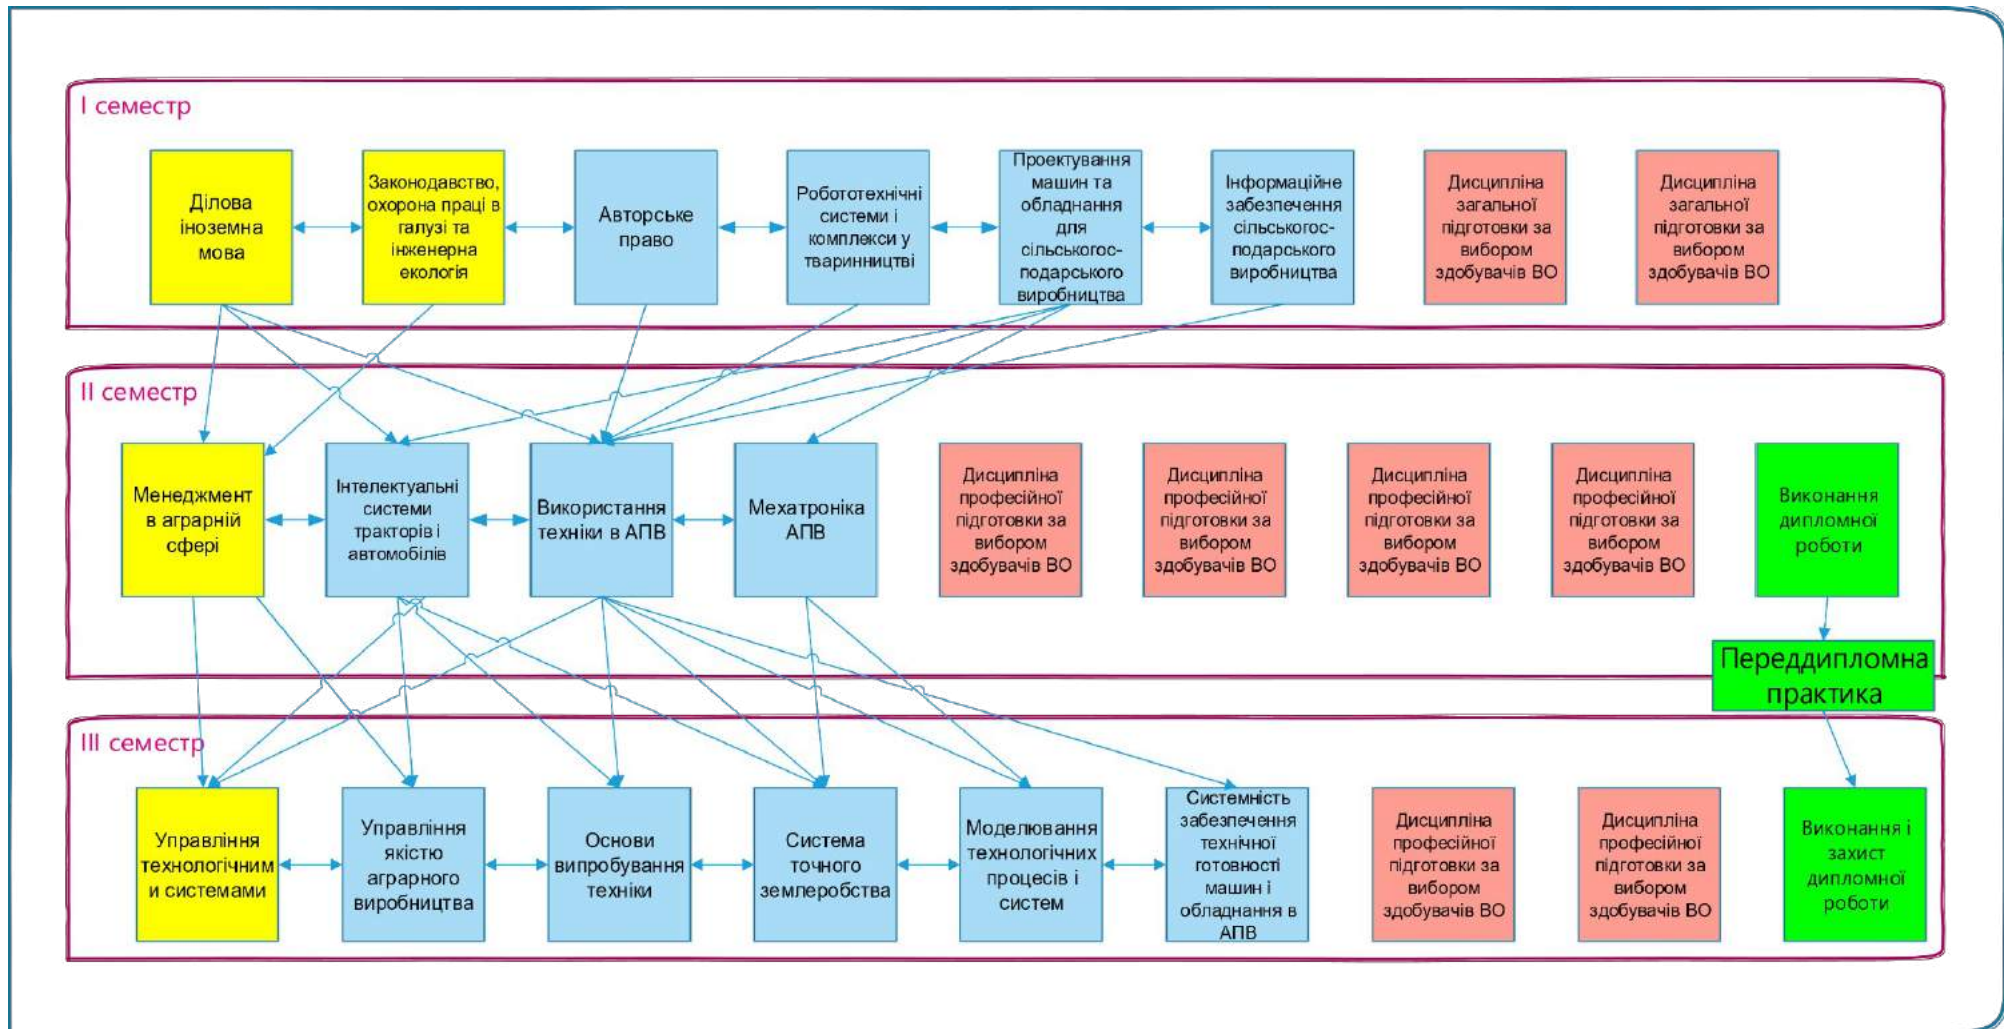 I семестр
Ділова
іноземна
мова
Законодавство,
охорона праці в
галузі та
інженерна
екологія
Авторське
право
Робототехнічні
системи і
комплекси у
тваринництві
Проектування
машин та
обладнання
для
сільськогос-
подарського
виробництва
Інформаційне
забезпечення
сільськогос-
подарського
виробництва
Дисципліна
загальної
підготовки за
вибором
здобувачів ВО
Дисципліна
загальної
підготовки за
вибором
здобувачів ВО
II семестр
Менеджмент
в аграрній
сфері
Інтелектуальні
системи
тракторів і
автомобілів
Використання
техніки в АПВ
Мехатроніка
АПВ
Дисципліна
професійної
підготовки за
вибором
здобувачів ВО
Дисципліна
професійної
підготовки за
вибором
здобувачів ВО
Дисципліна
професійної
підготовки за
вибором
здобувачів ВО
Дисципліна
професійної
підготовки за
вибором
здобувачів ВО
Виконання
дипломної
роботи
Переддипломна
практика
III семестр
Управління
технологічним
и системами
Управління
якістю
аграрного
виробництва
Основи
випробування
техніки
Система
точного
землеробства
Моделювання
технологічних
процесів і
систем
Системність
забезпечення
технічної
готовності
машин і
обладнання в
АПВ
Дисципліна
професійної
підготовки за
вибором
здобувачів ВО
Дисципліна
професійної
підготовки за
вибором
здобувачів ВО
Виконання і
захист
дипломної
роботи